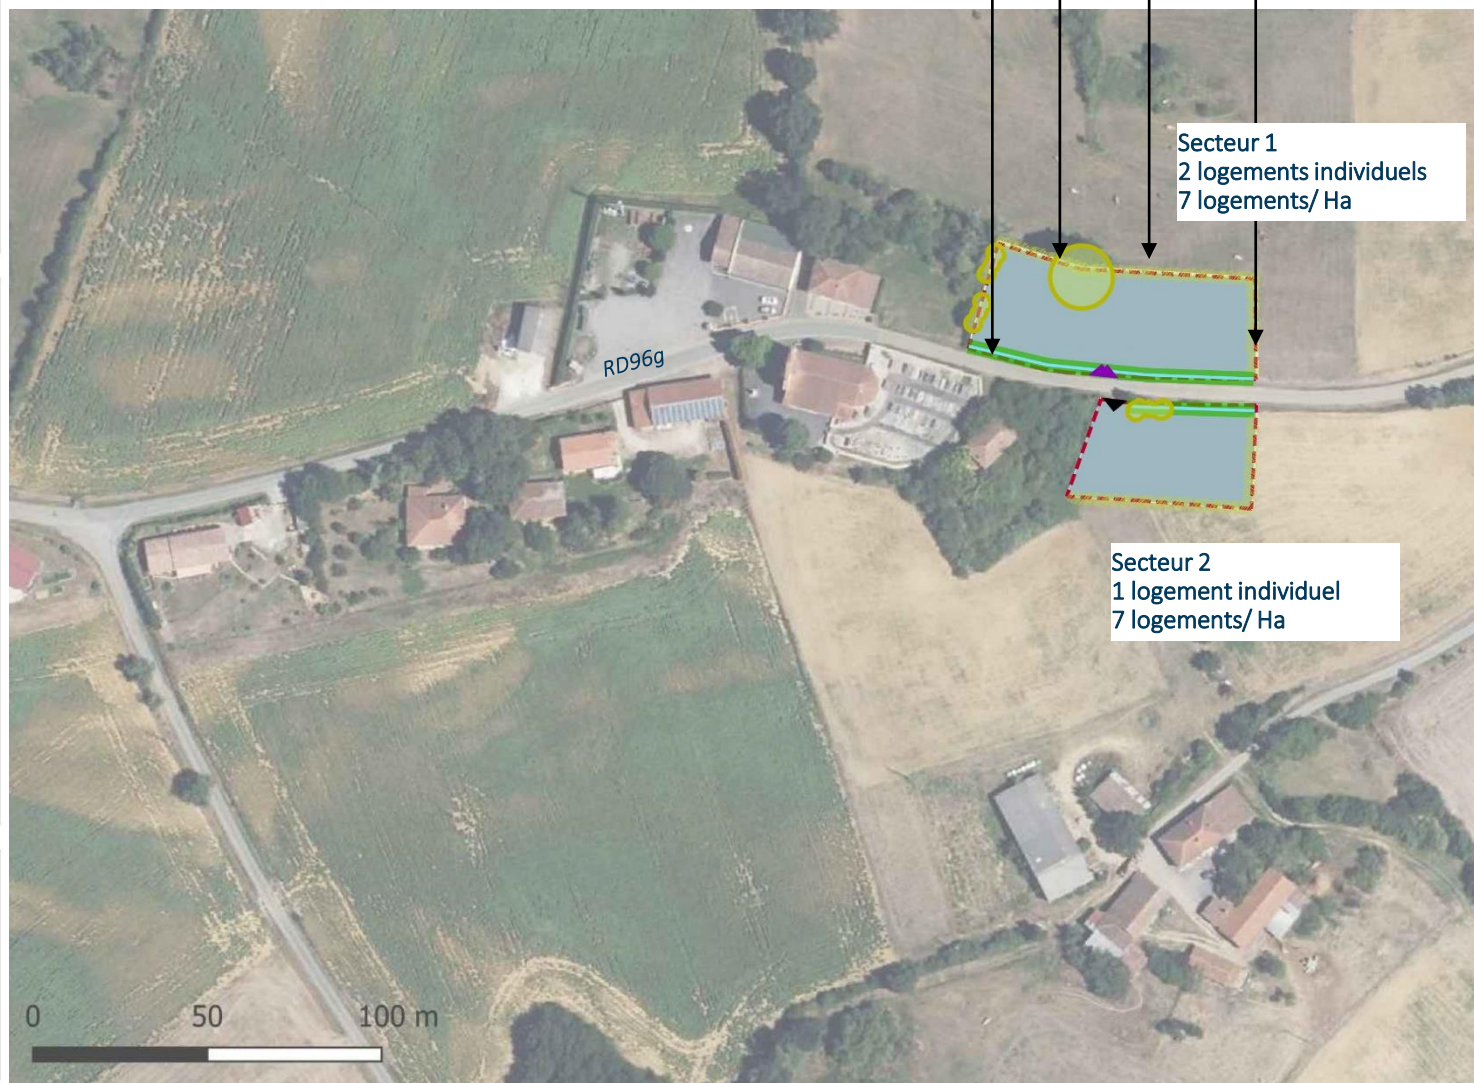 Secteur 1
2 logements individuels
7 logements/ Ha
RD96g
Secteur 2
1 logement individuel
7 logements/ Ha
0 50 100 m